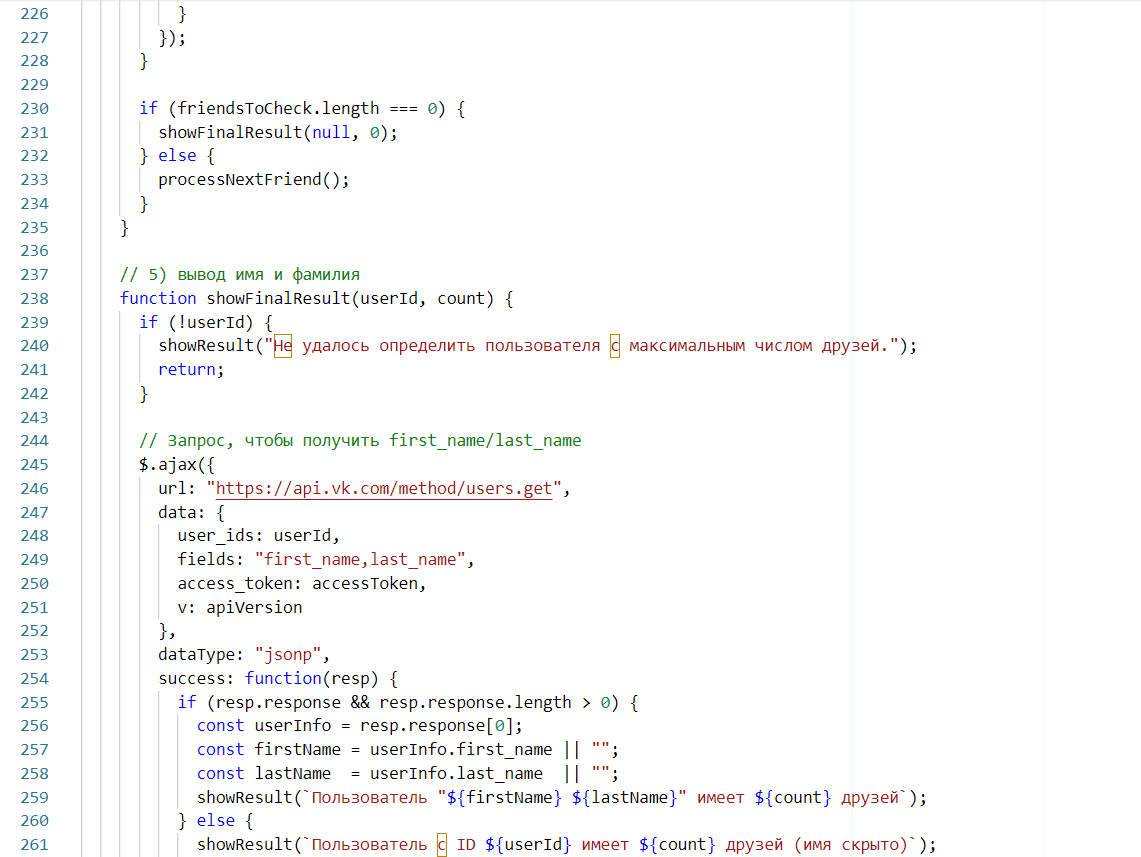 226 }
227 });
228 }
229
230 if (friendsToCheck.length === 0) {
231 showFinalResult(null, 0);
232 } else {
233 processNextFriend();
234 }
235 }
236
237 // 5) вывод имя и фамилия
238 function showFinalResult(userId, count) {
239 if (!userId) {
240 showResult("Не удалось определить пользователя с максимальным числом друзей.");
241 return;
242 }
243
244 // Запрос, чтобы получить first_name/last_name
245 $.ajax({
246 url: "https://api.vk.com/method/users.get",
247 data: {
248 user_ids: userId,
249 fields: "first_name,last_name",
250 access_token: accessToken,
251 v: apiVersion
252 },
253 dataType: "jsonp",
254 success: function(resp) {
255 if (resp.response && resp.response.length > 0) {
256 const userInfo = resp.response[0];
257 const firstName = userInfo.first_name || "";
258 const lastName  = userInfo.last_name  || "";
259 showResult(`Пользователь "${firstName} ${lastName}" имеет ${count} друзей`);
260 } else {
261 showResult(`Пользователь с ID ${userId} имеет ${count} друзей (имя скрыто)`);